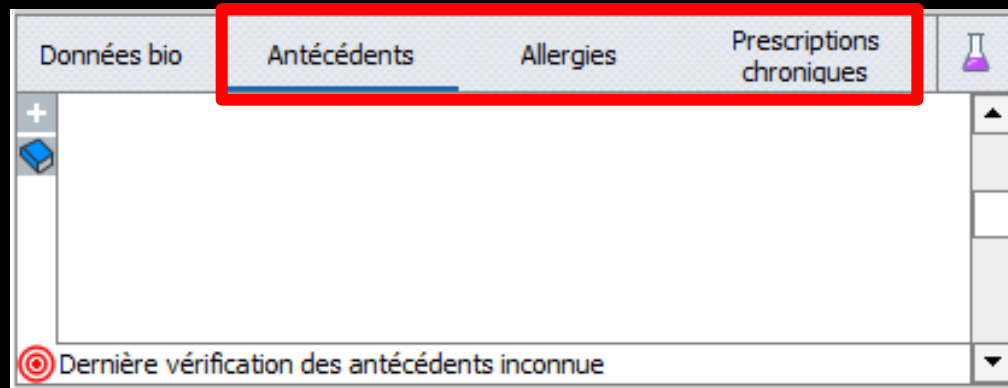 Données bio
Antécédents
Allergies
Prescriptions
chroniques
Dernière vérification des antécédents inconnue